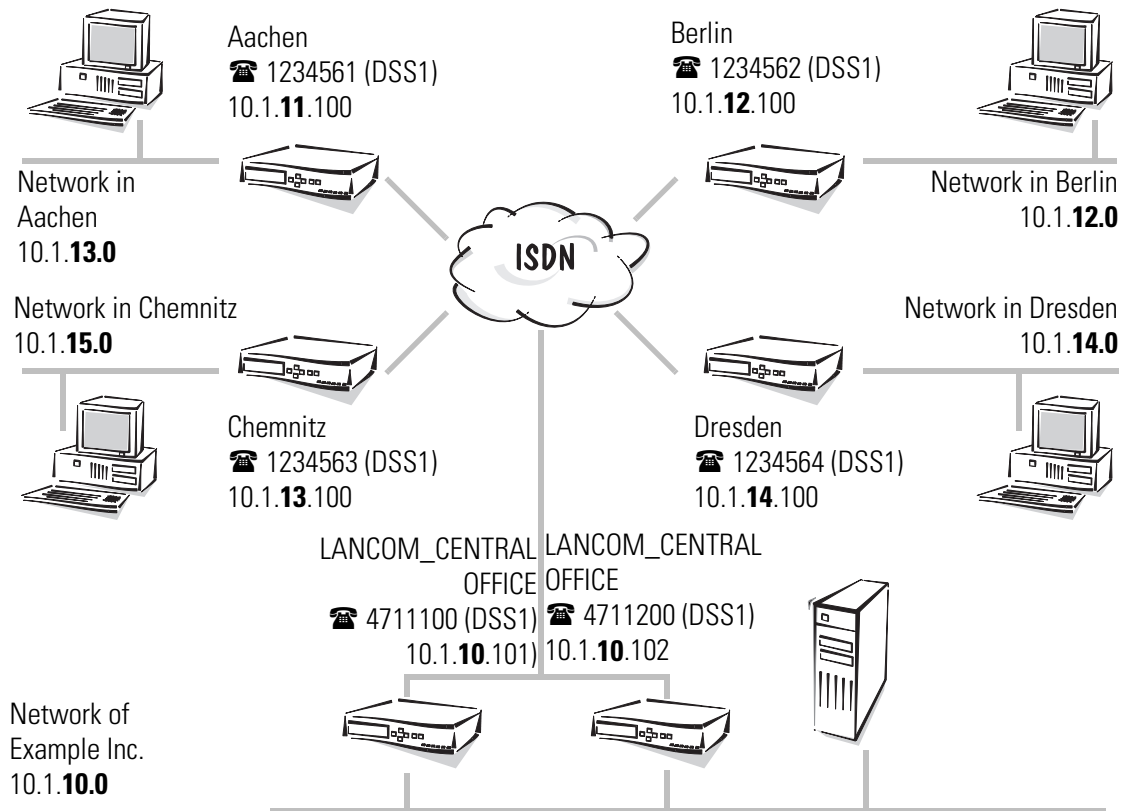 Aachen
☎ 1234561 (DSS1)
10.1.11.100
Berlin
☎ 1234562 (DSS1)
10.1.12.100
Network in
Aachen
10.1.13.0
ISDN
Network in Berlin
10.1.12.0
Network in Chemnitz
10.1.15.0
Network in Dresden
10.1.14.0
Chemnitz
☎ 1234563 (DSS1)
10.1.13.100
Dresden
☎ 1234564 (DSS1)
10.1.14.100
LANCOM_CENTRAL
OFFICE
☎ 4711100 (DSS1)
10.1.10.101)
LANCOM_CENTRAL
OFFICE
☎ 4711200 (DSS1)
10.1.10.102
Network of
Example Inc.
10.1.10.0